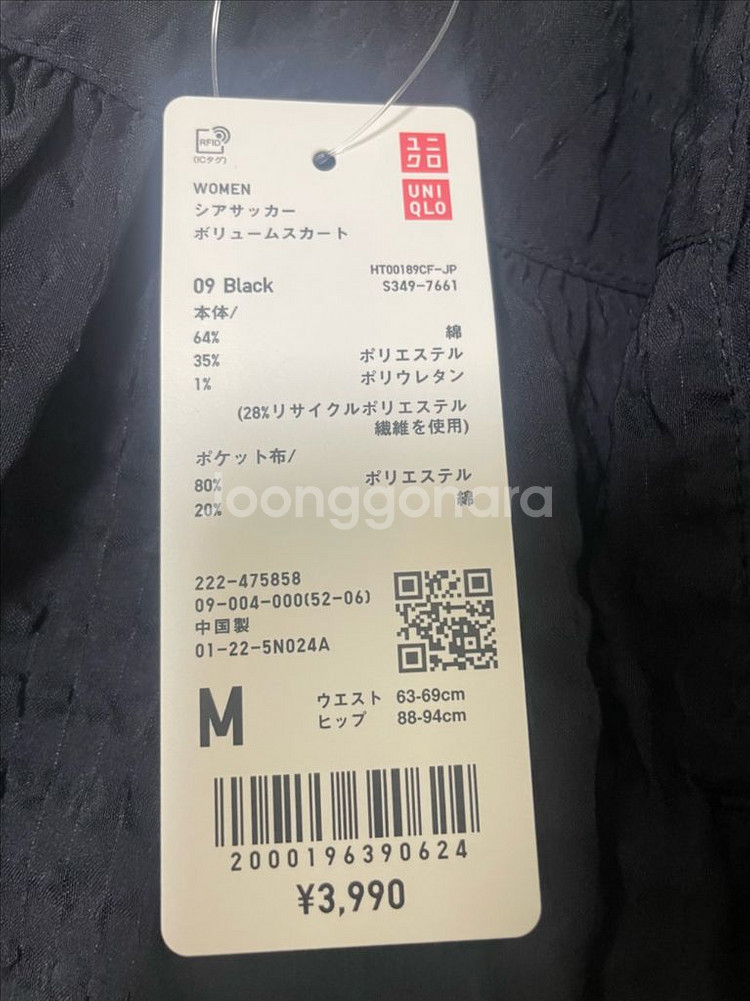 RFID
(ICタグ)
ユニ
クロ
UNI
QLO
WOMEN
シアサッカー
ボリュームスカート
09 Black
HT00189CF-JP
S349-7661
本体/
64% 綿
35% ポリエステル
1% ポリウレタン
(28%リサイクルポリエステル
繊維を使用)
ポケット布/
80% ポリエステル
20% 綿
joonggonara
222-475858
09-004-000(52-06)
中国製
01-22-5N024A
M
ウエスト 63-69cm
ヒップ 88-94cm
2000196390624
¥3,990